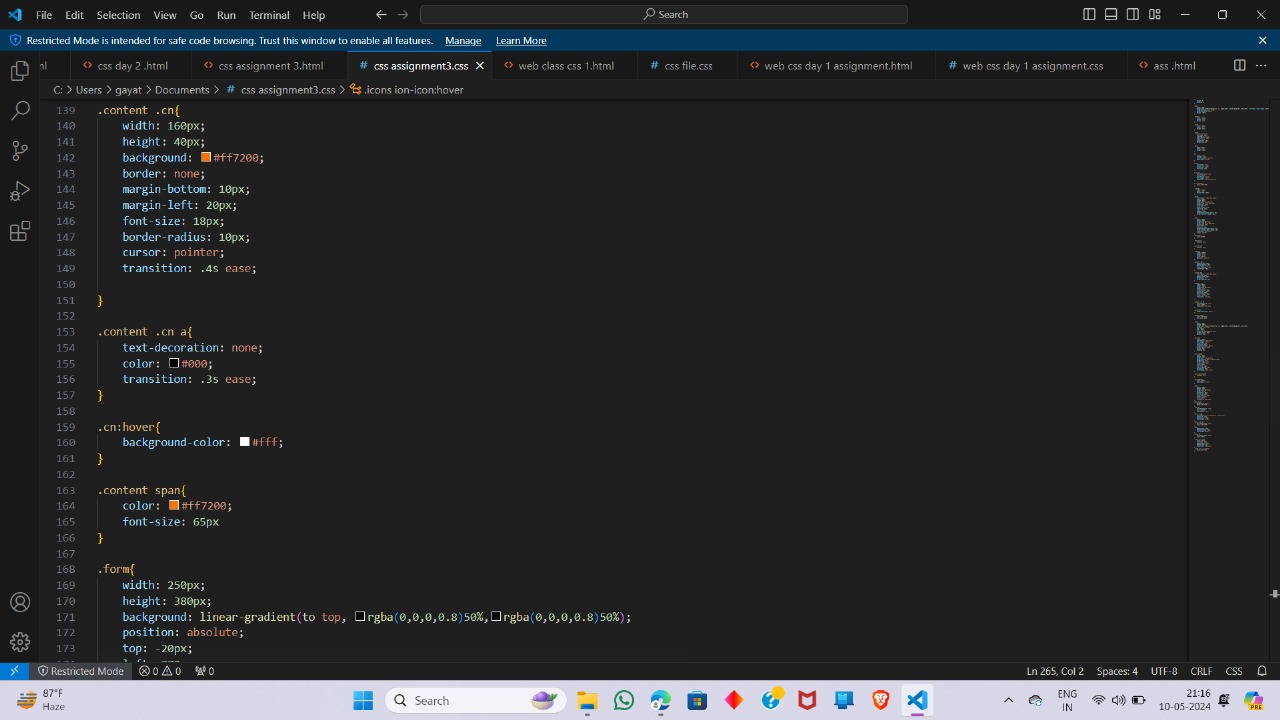 File Edit Selection View Go Run Terminal Help Search
Restricted Mode is intended for safe code browsing. Trust this window to enable all features. Manage Learn More
css day 2 .html css assignment 3.html css assignment3.css web class css 1.html css file.css web css day 1 assignment.html web css day 1 assignment.css ass .html
C: > Users > gayat > Documents > # css assignment3.css > .icons ion-icon:hover
139 .content .cn{
140 width: 160px;
141 height: 40px;
142 background: #ff7200;
143 border: none;
144 margin-bottom: 10px;
145 margin-left: 20px;
146 font-size: 18px;
147 border-radius: 10px;
148 cursor: pointer;
149 transition: .4s ease;
150
151 }
152
153 .content .cn a{
154 text-decoration: none;
155 color: #000;
156 transition: .3s ease;
157 }
158
159 .cn:hover{
160 background-color: #fff;
161 }
162
163 .content span{
164 color: #ff7200;
165 font-size: 65px
166 }
167
168 .form{
169 width: 250px;
170 height: 380px;
171 background: linear-gradient(to top, rgba(0,0,0,0.8)50%,rgba(0,0,0,0.8)50%);
172 position: absolute;
173 top: -20px;
Restricted Mode 0 0 0 Ln 265, Col 2 Spaces: 4 UTF-8 CRLF CSS
87°F
Haze
Search
ENG
IN
21:16
10-05-2024
PRE